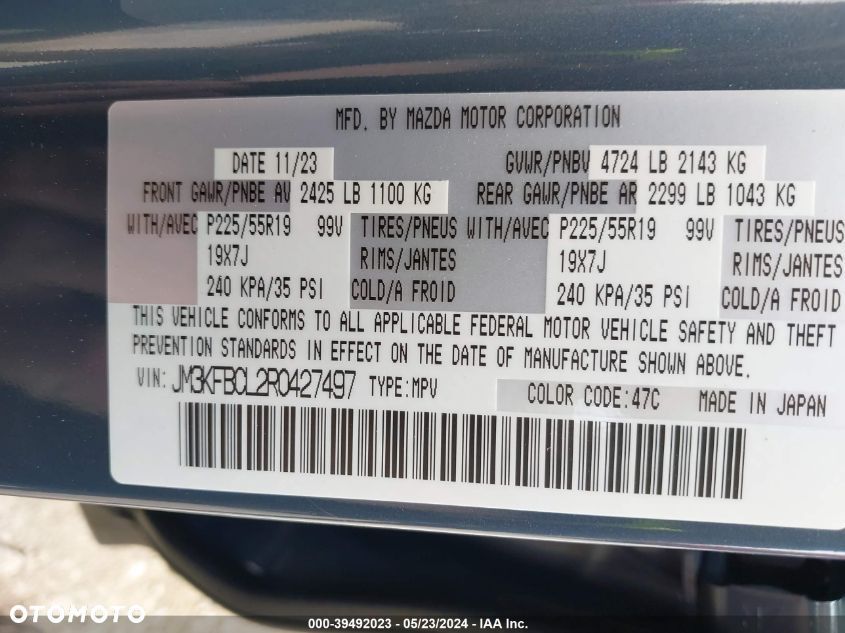 MFD. BY MAZDA MOTOR CORPORATION
DATE 11/23 GVWR/PNBV 4724 LB 2143 KG
FRONT GAWR/PNBE AV 2425 LB 1100 KG REAR GAWR/PNBE AR 2299 LB 1043 KG
WITH/AVEC P225/55R19 99V TIRES/PNEUS WITH/AVEC P225/55R19 99V TIRES/PNEUS
19X7J RIMS/JANTES 19X7J RIMS/JANTES
240 KPA/35 PSI COLD/A FROID 240 KPA/35 PSI COLD/A FROID
THIS VEHICLE CONFORMS TO ALL APPLICABLE FEDERAL MOTOR VEHICLE SAFETY AND THEFT
PREVENTION STANDARDS IN EFFECT ON THE DATE OF MANUFACTURE SHOWN ABOVE.
VIN: JM3KFBCL2R0427497 TYPE:MPV COLOR CODE:47C MADE IN JAPAN
OTOMOTO 000-39492023 - 05/23/2024 - IAA Inc.